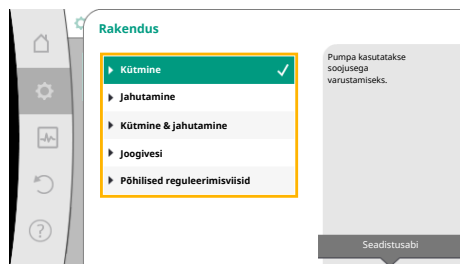 Rakendus
Kütmine
Jahutamine
Kütmine & jahutamine
Joogivesi
Põhilised reguleerimisviisid
Pumpa kasutatakse
soojusega
varustamiseks.
Seadistusabi